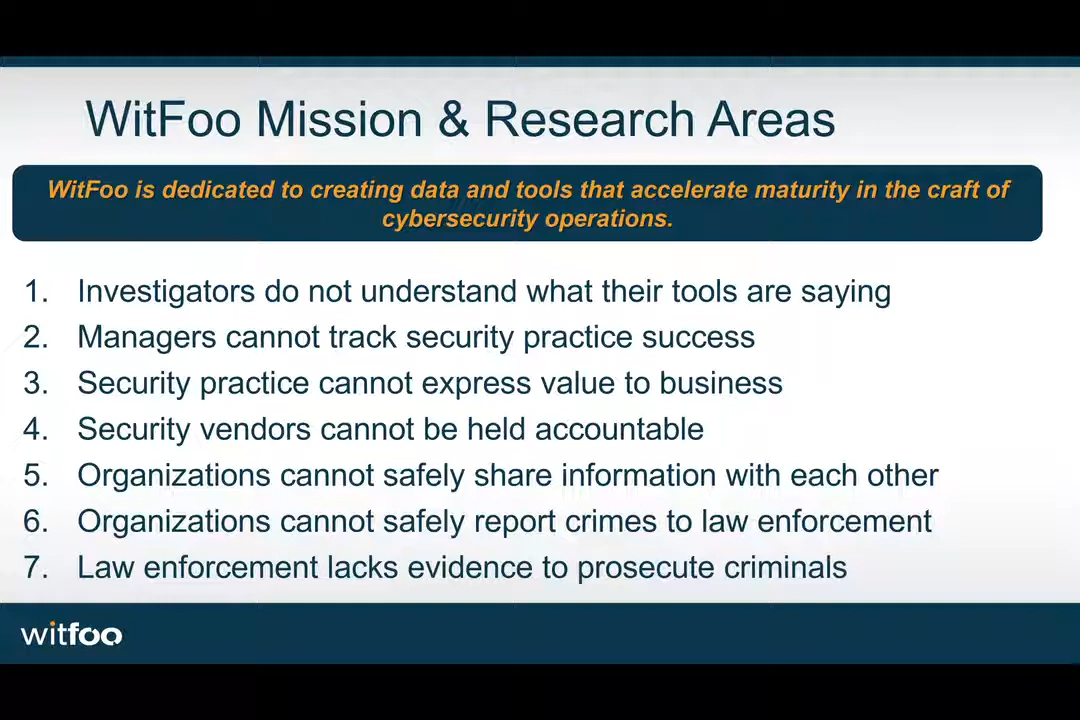 WitFoo Mission & Research Areas
WitFoo is dedicated to creating data and tools that accelerate maturity in the craft of
cybersecurity operations.
1. Investigators do not understand what their tools are saying
2. Managers cannot track security practice success
3. Security practice cannot express value to business
4. Security vendors cannot be held accountable
5. Organizations cannot safely share information with each other
6. Organizations cannot safely report crimes to law enforcement
7. Law enforcement lacks evidence to prosecute criminals
witfoo